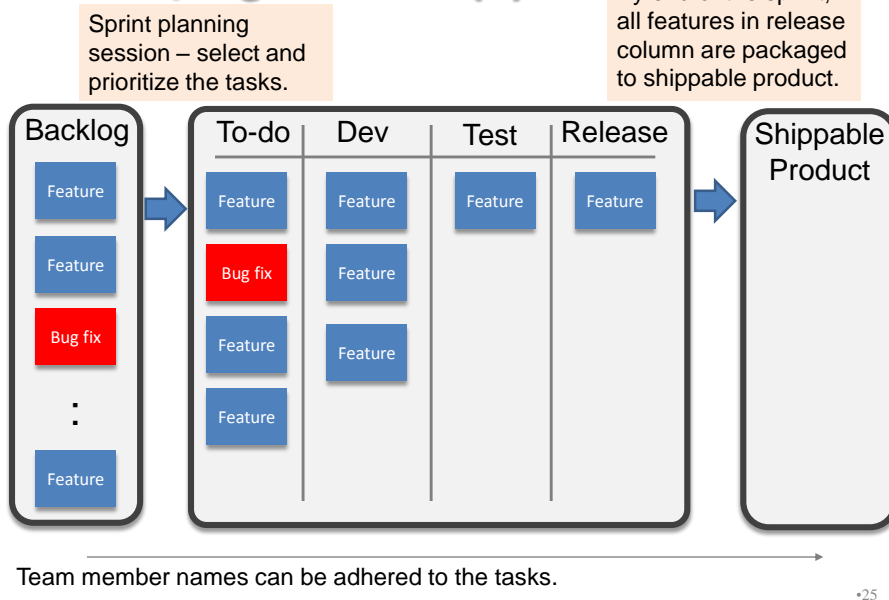 Sprint planning
session – select and
prioritize the tasks.
all features in release
column are packaged
to shippable product.
Backlog
Feature
Feature
Bug fix
:
Feature
To-do
Dev
Test
Release
Feature
Feature
Feature
Feature
Bug fix
Feature
Feature
Feature
Feature
Shippable
Product
Team member names can be adhered to the tasks.
•25